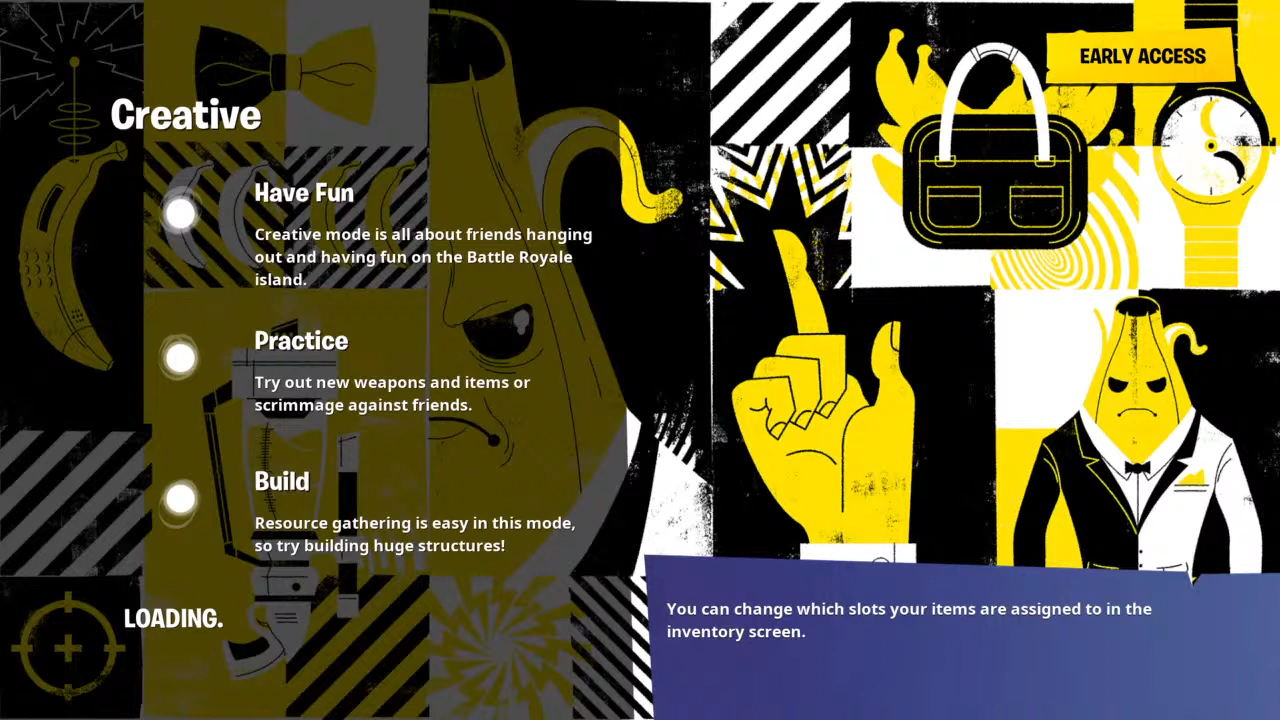 EARLY ACCESS
Creative
Have Fun
Creative mode is all about friends hanging
out and having fun on the Battle Royale
island.
Practice
Try out new weapons and items or
scrimmage against friends.
Build
Resource gathering is easy in this mode,
so try building huge structures!
LOADING.
You can change which slots your items are assigned to in the
inventory screen.